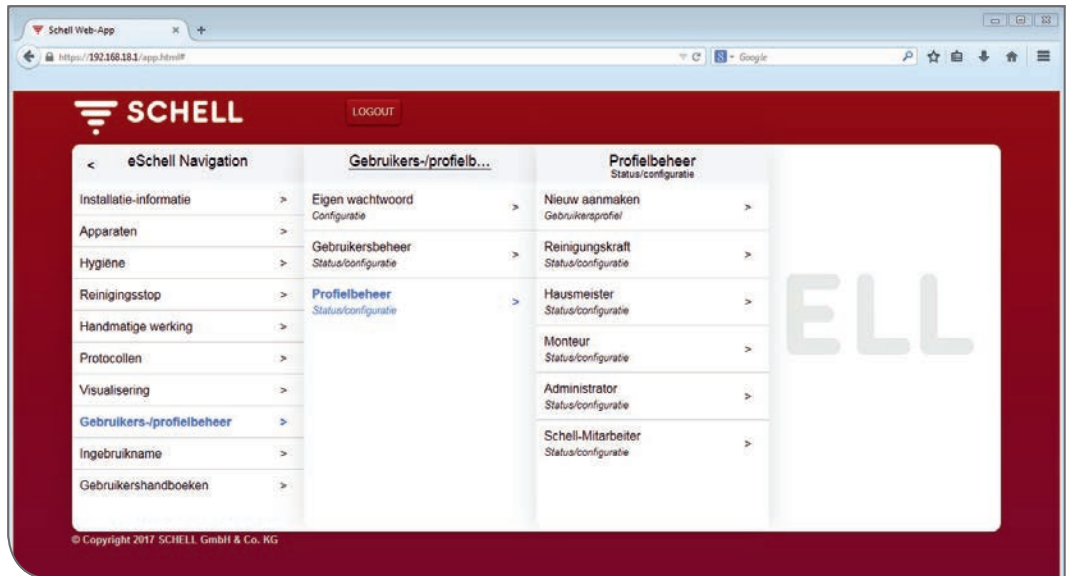 Schell Web-App
https://192.168.18.1/app.html#
Google
SCHELL
LOGOUT
< eSchell Navigation
Installatie-informatie >
Apparaten >
Hygiëne >
Reinigingsstop >
Handmatige werking >
Protocollen >
Visualisering >
Gebruikers-/profielbeheer >
Ingebruikname >
Gebruikershandboeken >
Gebruikers-/profielb...
Eigen wachtwoord >
Configuratie
Gebruikersbeheer >
Status/configuratie
Profielbeheer >
Status/configuratie
Profielbeheer
Status/configuratie
Nieuw aanmaken >
Gebruikersprofiel
Reinigungskraft >
Status/configuratie
Hausmeister >
Status/configuratie
Monteur >
Status/configuratie
Administrator >
Status/configuratie
Schell-Mitarbeiter >
Status/configuratie
ELL
© Copyright 2017 SCHELL GmbH & Co. KG